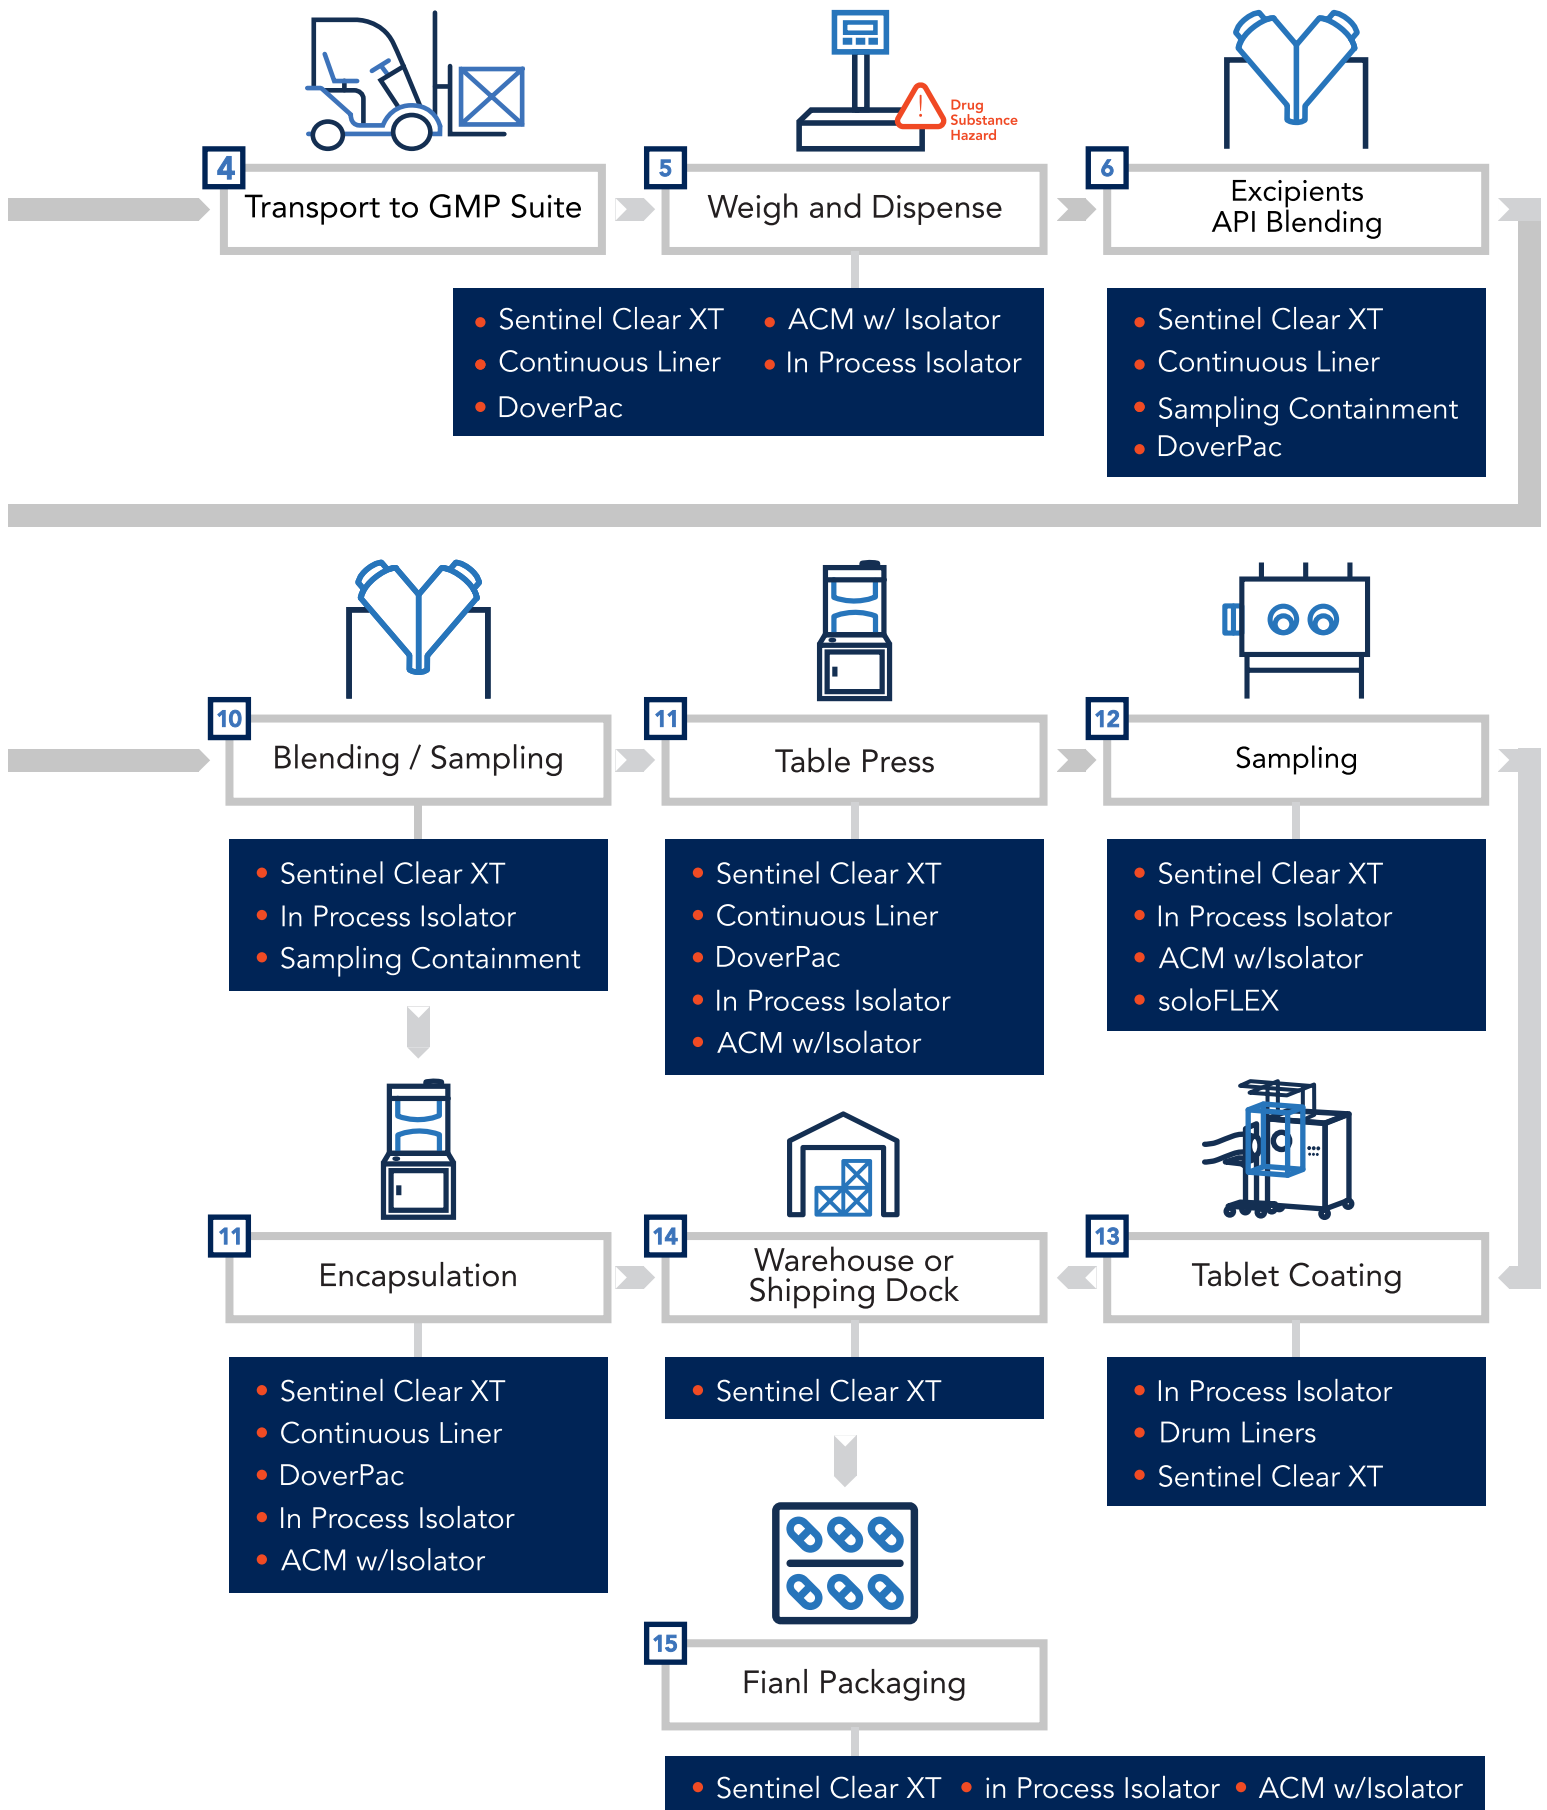 Drug
Substance
Hazard
4
Transport to GMP Suite
5
Weigh and Dispense
6
Excipients
API Blending
• Sentinel Clear XT
• Continuous Liner
• DoverPac
• ACM w/ Isolator
• In Process Isolator
• Sentinel Clear XT
• Continuous Liner
• Sampling Containment
• DoverPac
10
Blending / Sampling
11
Table Press
12
Sampling
• Sentinel Clear XT
• In Process Isolator
• Sampling Containment
• Sentinel Clear XT
• Continuous Liner
• DoverPac
• In Process Isolator
• ACM w/Isolator
• Sentinel Clear XT
• In Process Isolator
• ACM w/Isolator
• soloFLEX
11
Encapsulation
14
Warehouse or
Shipping Dock
13
Tablet Coating
• Sentinel Clear XT
• Continuous Liner
• DoverPac
• In Process Isolator
• ACM w/Isolator
• Sentinel Clear XT
• In Process Isolator
• Drum Liners
• Sentinel Clear XT
15
Fianl Packaging
• Sentinel Clear XT • in Process Isolator • ACM w/Isolator